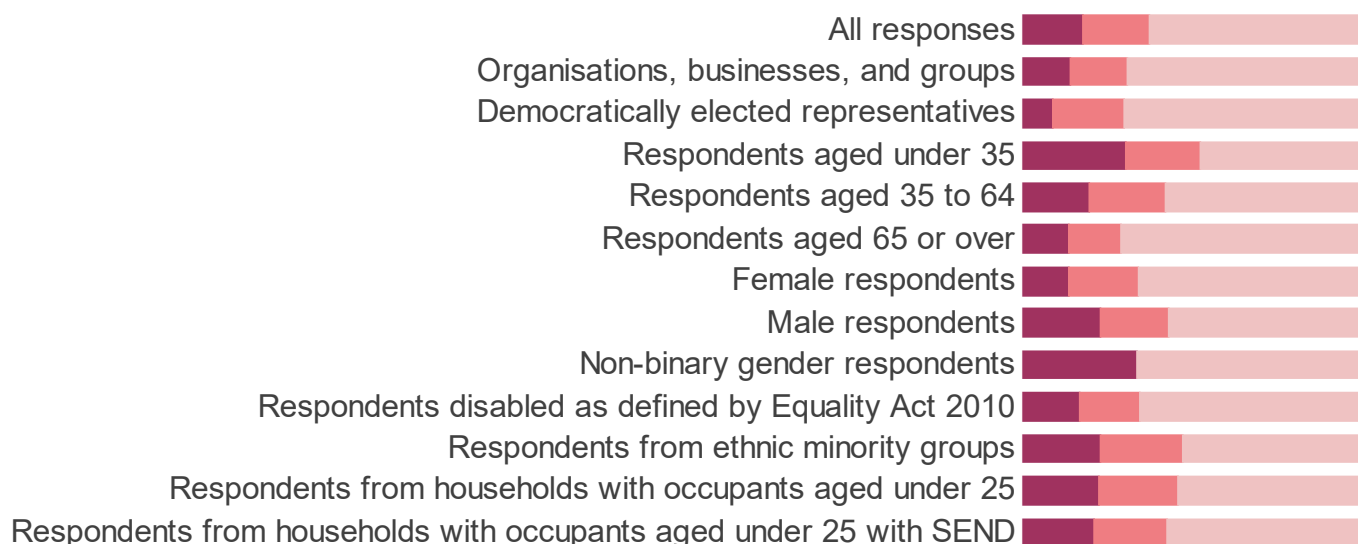 All responses
Organisations, businesses, and groups
Democratically elected representatives
Respondents aged under 35
Respondents aged 35 to 64
Respondents aged 65 or over
Female respondents
Male respondents
Non-binary gender respondents
Respondents disabled as defined by Equality Act 2010
Respondents from ethnic minority groups
Respondents from households with occupants aged under 25
Respondents from households with occupants aged under 25 with SEND